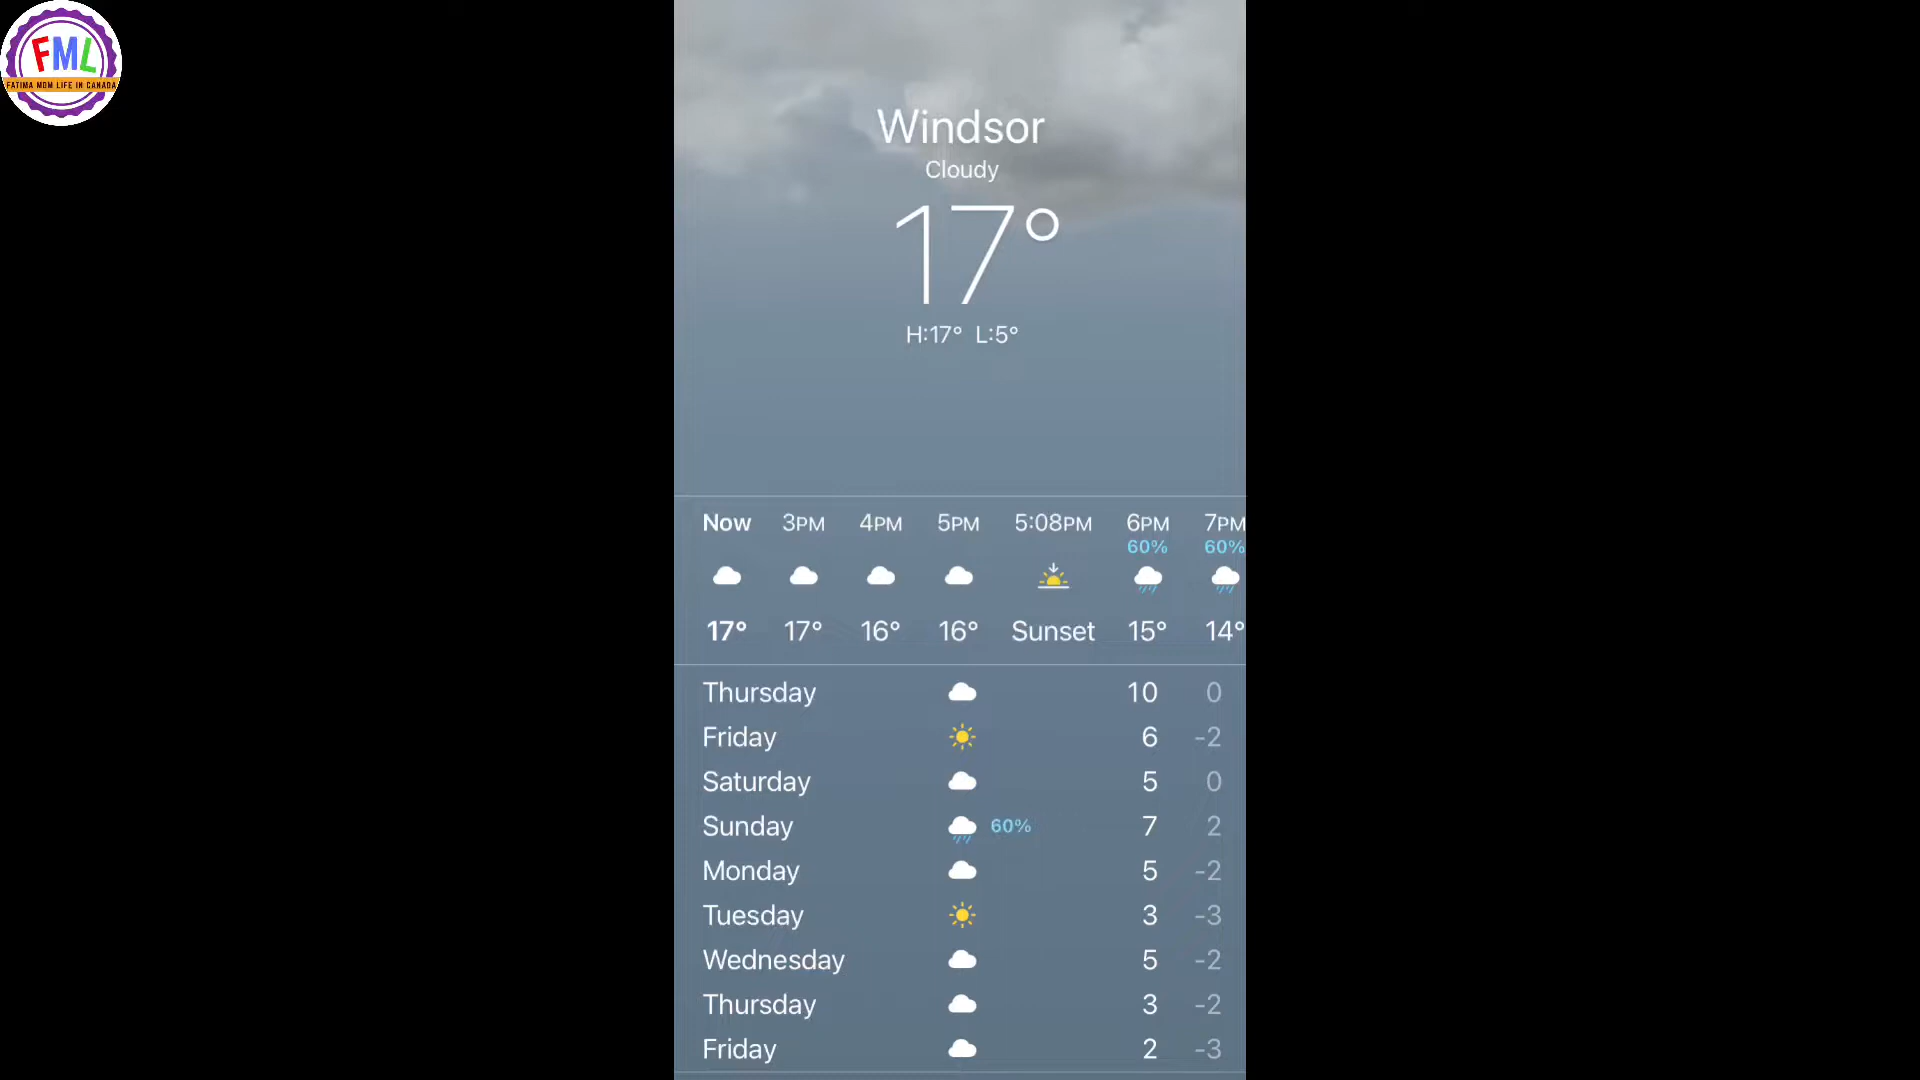 FML
FATIMA MOM LIFE IN CANADA
Windsor
Cloudy
17°
H:17° L:5°
Now 3PM 4PM 5PM 5:08PM 6PM 7PM
60% 60%
17° 17° 16° 16° Sunset 15° 14°
Thursday 10 0
Friday 6 -2
Saturday 5 0
Sunday 60% 7 2
Monday 5 -2
Tuesday 3 -3
Wednesday 5 -2
Thursday 3 -2
Friday 2 -3